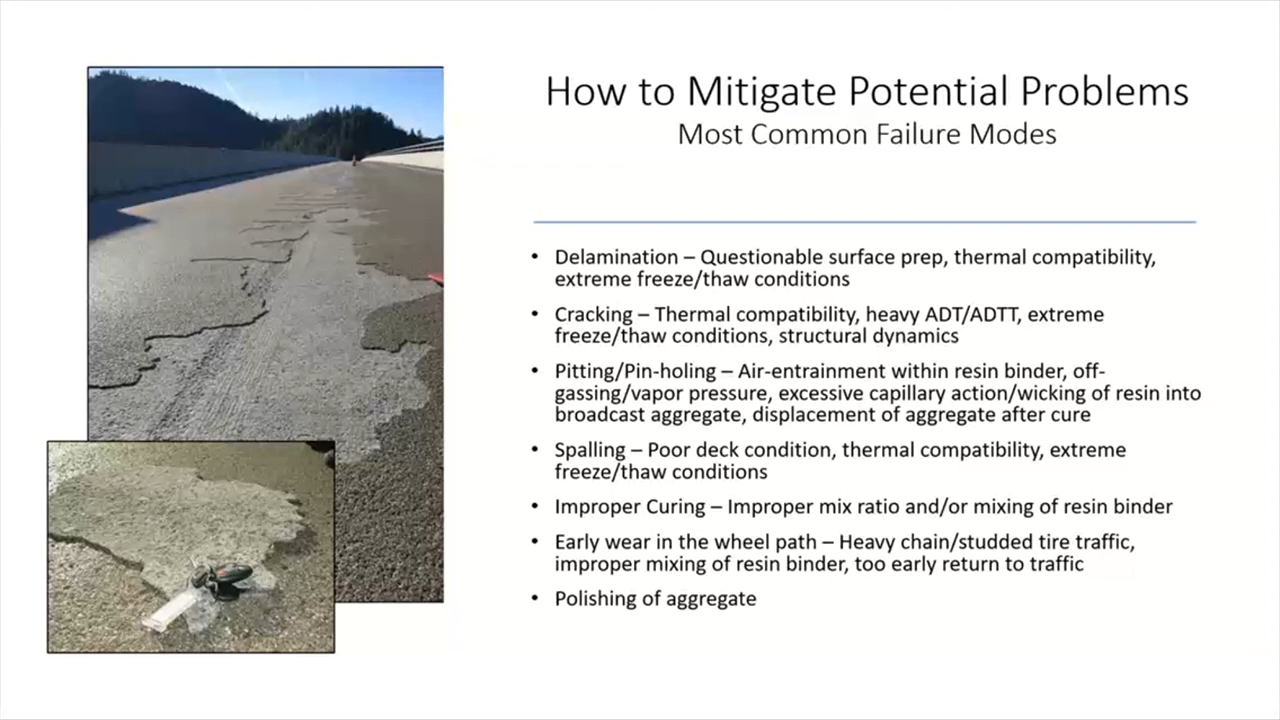 How to Mitigate Potential Problems
Most Common Failure Modes
• Delamination – Questionable surface prep, thermal compatibility,
extreme freeze/thaw conditions
• Cracking – Thermal compatibility, heavy ADT/ADTT, extreme
freeze/thaw conditions, structural dynamics
• Pitting/Pin-holing – Air-entrainment within resin binder, off-
gassing/vapor pressure, excessive capillary action/wicking of resin into
broadcast aggregate, displacement of aggregate after cure
• Spalling – Poor deck condition, thermal compatibility, extreme
freeze/thaw conditions
• Improper Curing – Improper mix ratio and/or mixing of resin binder
• Early wear in the wheel path – Heavy chain/studded tire traffic,
improper mixing of resin binder, too early return to traffic
• Polishing of aggregate